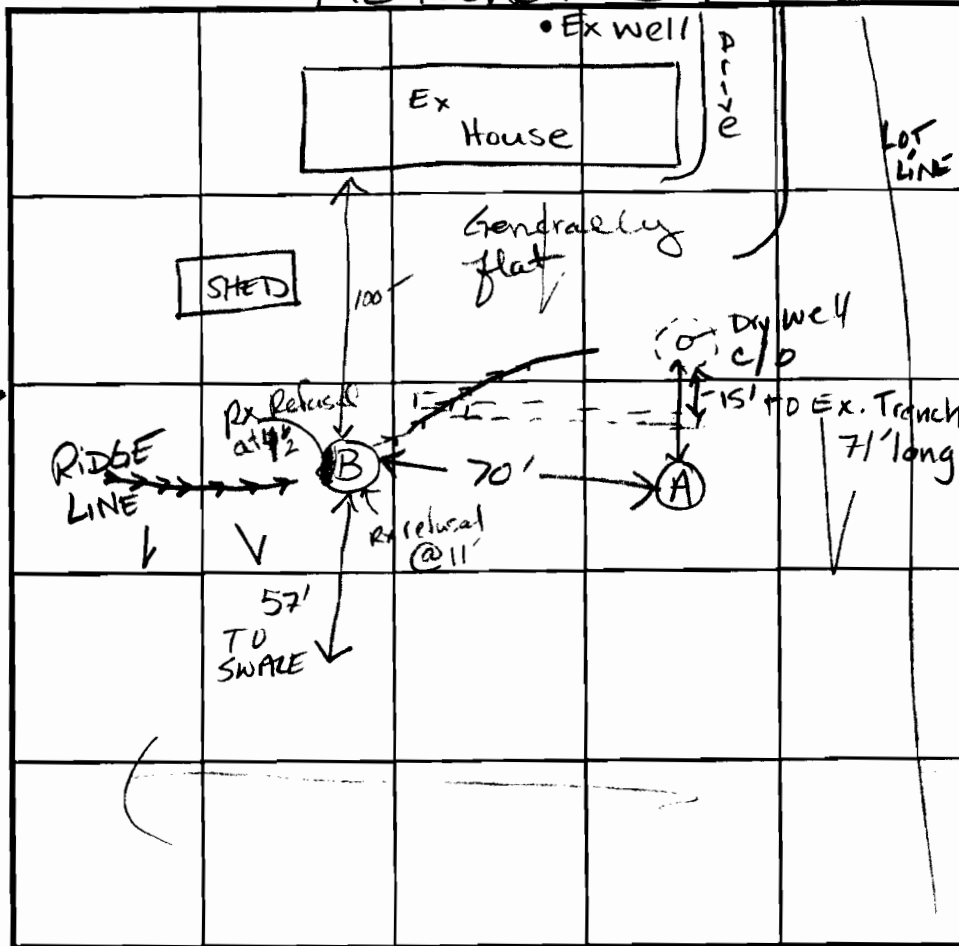 • Ex well
Drive
Ex
House
LOT
LINE
Generally
flat
SHED
100'
Dry well
c/o
15' TO Ex. Trench
71' long
Rx Refusal
B
70'
A
RIDGE
LINE
Rx refusal
@ 11'
57'
TO
SWALE